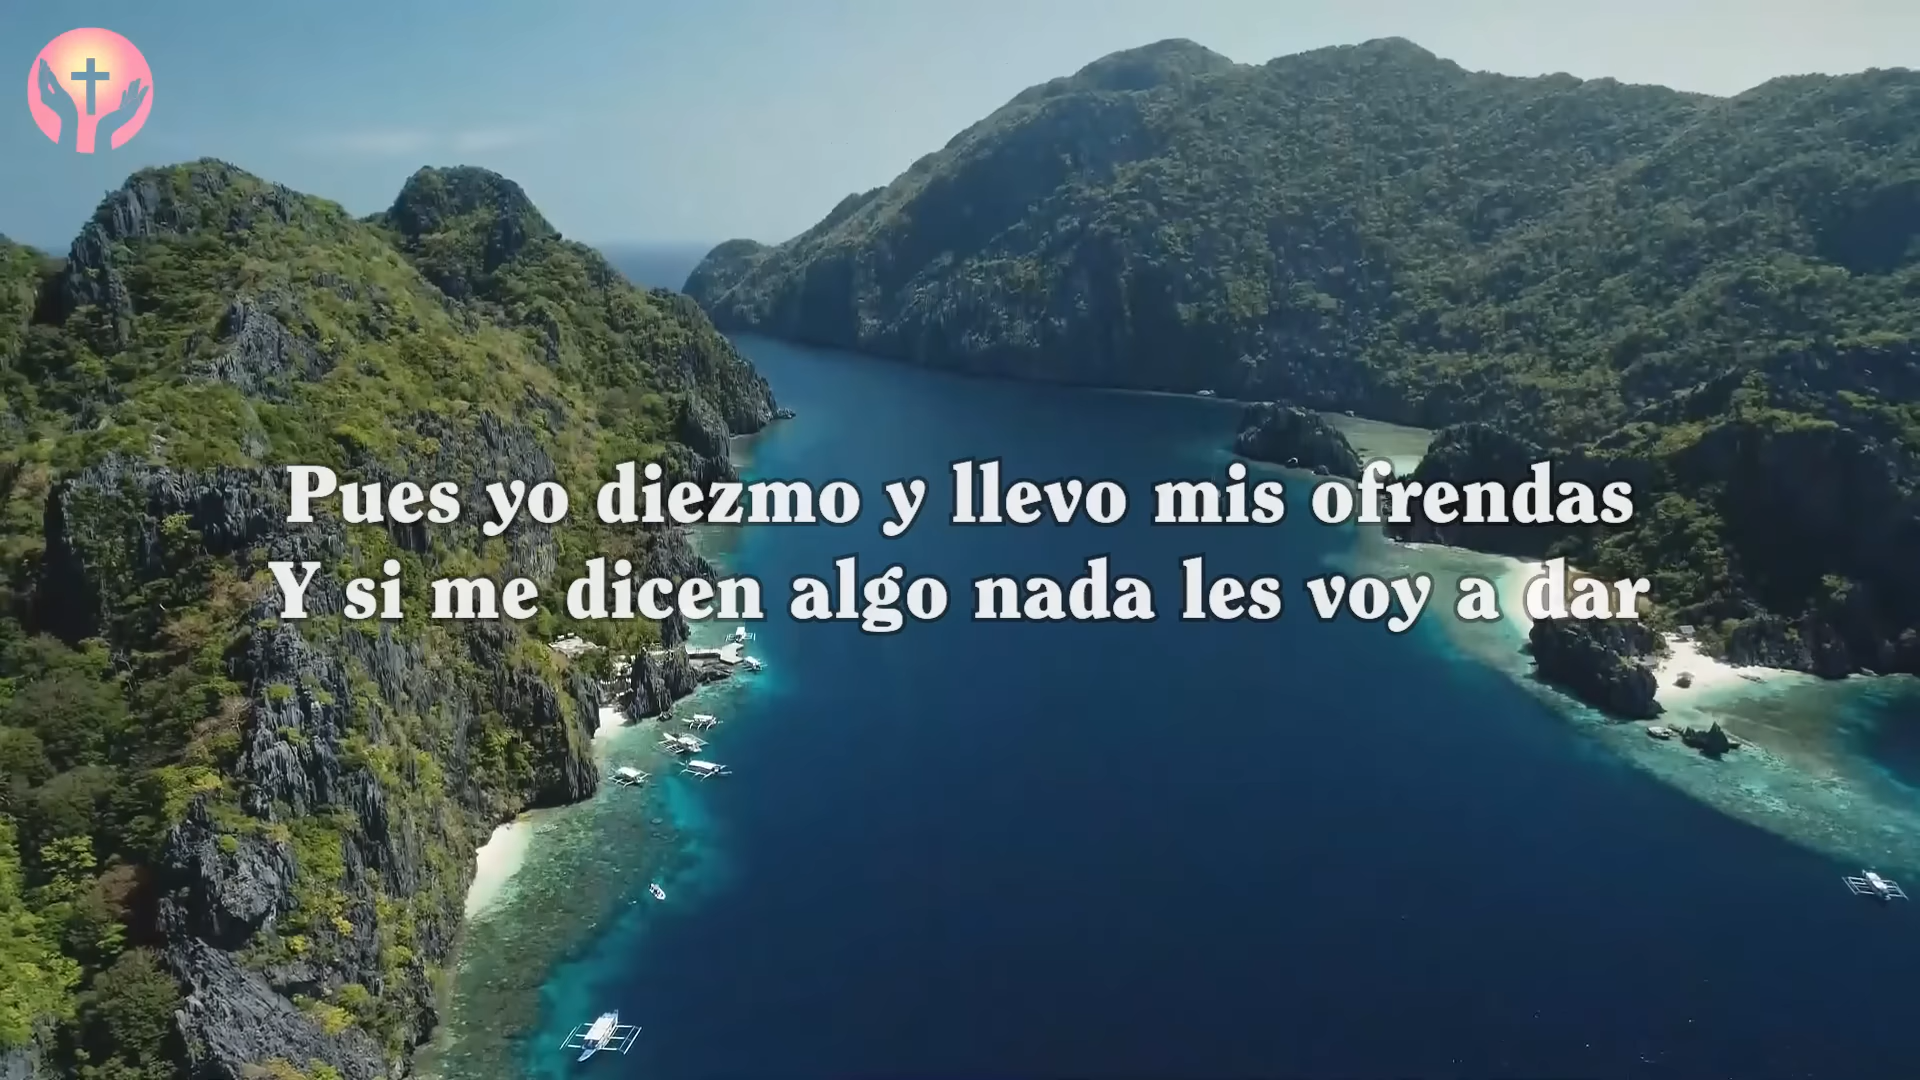 Pues yo diezmo y llevo mis ofrendas
Y si me dicen algo nada les voy a dar